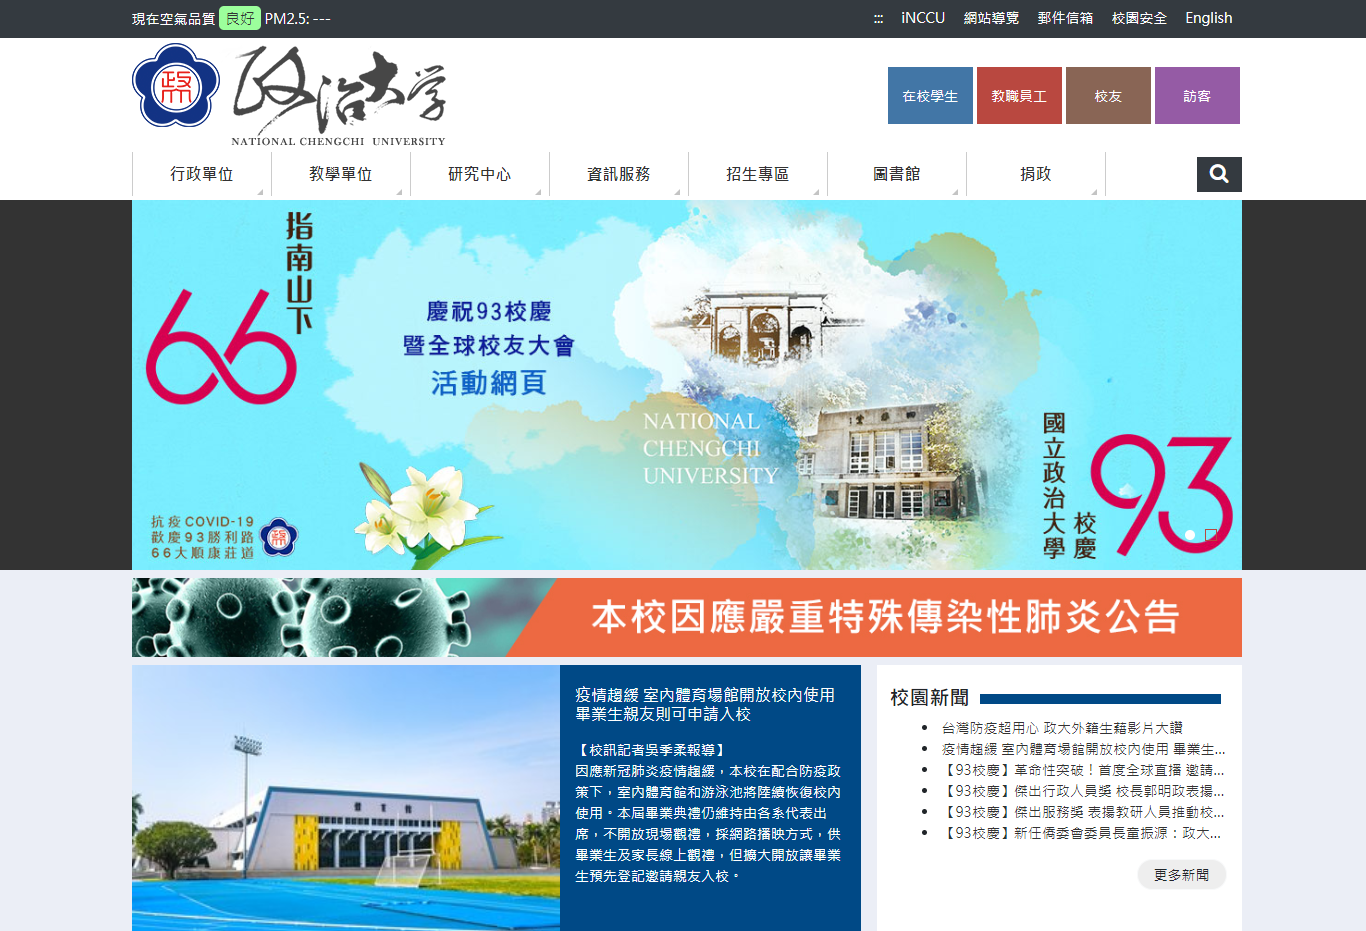 現在空氣品質 良好 PM2.5: ---
::: iNCCU 網站導覽 郵件信箱 校園安全 English
政治大学
NATIONAL CHENGCHI UNIVERSITY
在校學生 教職員工 校友 訪客
行政單位 教學單位 研究中心 資訊服務 招生專區 圖書館 捐政
指南山下
66
慶祝93校慶
暨全球校友大會
活動網頁
NATIONAL
CHENGCHI
UNIVERSITY
國立政治大學
校慶
93
抗疫COVID-19
歡慶93勝利路
66大順康莊道
本校因應嚴重特殊傳染性肺炎公告
疫情趨緩 室內體育場館開放校內使用
畢業生親友則可申請入校
【校訊記者吳季柔報導】
因應新冠肺炎疫情趨緩，本校在配合防疫政
策下，室內體育館和游泳池將陸續恢復校內
使用。本屆畢業典禮仍維持由各系代表出
席，不開放現場觀禮，採網路播映方式，供
畢業生及家長線上觀禮，但擴大開放讓畢業
生預先登記邀請親友入校。
體育館
校園新聞
台灣防疫超用心 政大外籍生藉影片大讚
疫情趨緩 室內體育場館開放校內使用 畢業生...
【93校慶】革命性突破！首度全球直播 邀請...
【93校慶】傑出行政人員獎 校長郭明政表揚...
【93校慶】傑出服務獎 表揚教研人員推動校...
【93校慶】新任僑委會委員長童振源：政大...
更多新聞